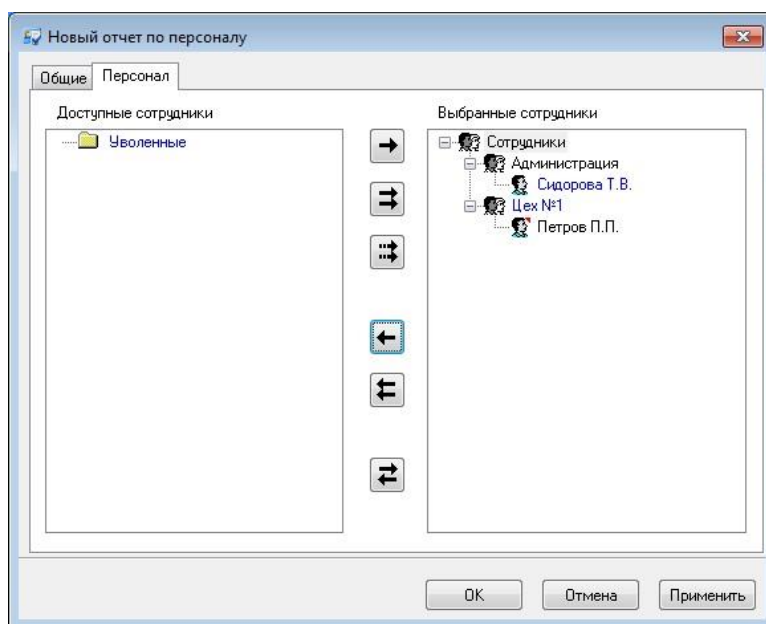 Новый отчет по персоналу
Общие
Персонал
Доступные сотрудники
Выбранные сотрудники
Уволенные
Сотрудники
Администрация
Сидорова Т.В.
Цех №1
Петров П.П.
OK
Отмена
Применить